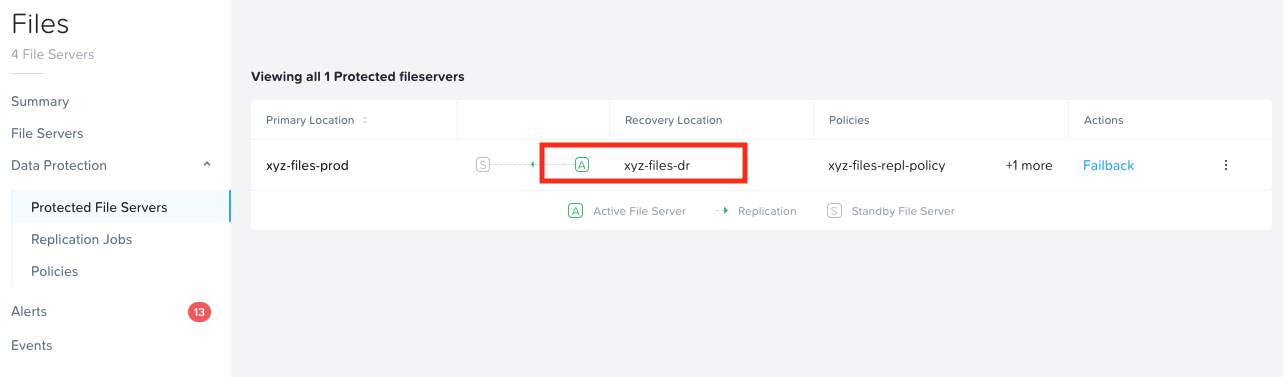 Files
4 File Servers
Summary
File Servers
Data Protection
Protected File Servers
Replication Jobs
Policies
Alerts 13
Events
Viewing all 1 Protected fileservers
Primary Location Recovery Location Policies Actions
xyz-files-prod S A xyz-files-dr xyz-files-repl-policy +1 more Failback
A Active File Server Replication S Standby File Server